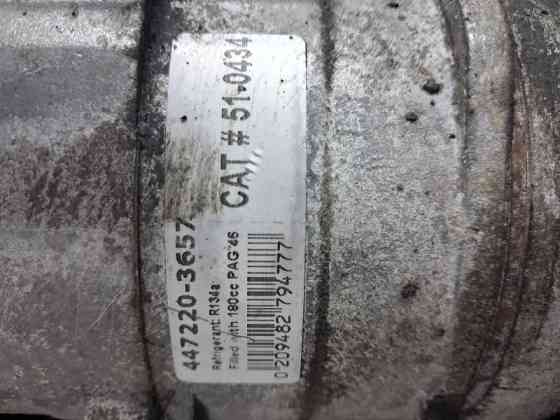 CAT # 51-0434
447220-3657
Refrigerant: R134a
Filled with 180cc PAG 46
0 209482 794777